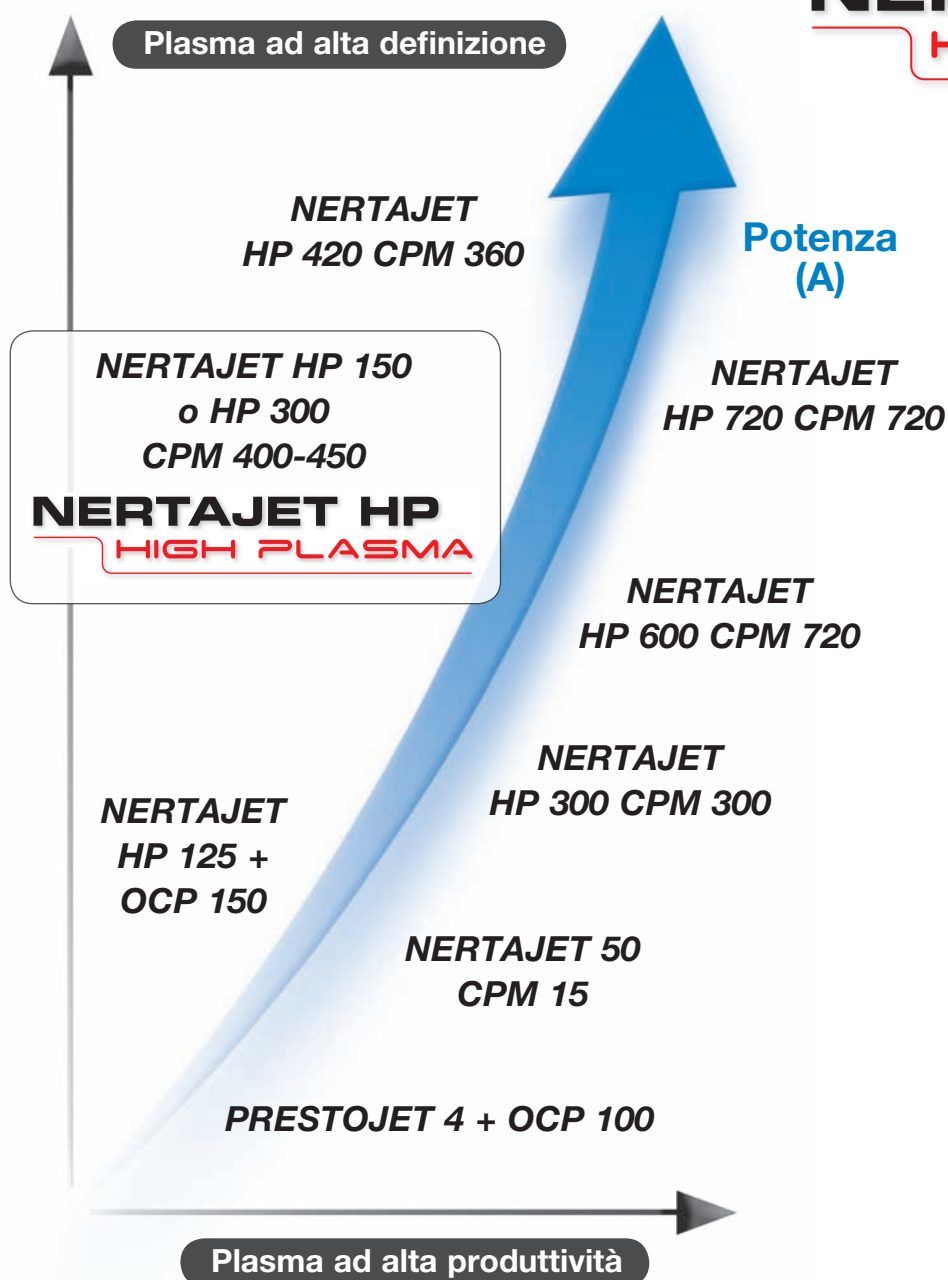 Plasma ad alta definizione
NERTAJET
HP 420 CPM 360
Potenza
(A)
NERTAJET HP 150
o HP 300
CPM 400-450
NERTAJET HP
HIGH PLASMA
NERTAJET
HP 720 CPM 720
NERTAJET
HP 600 CPM 720
NERTAJET
HP 300 CPM 300
NERTAJET
HP 125 +
OCP 150
NERTAJET 50
CPM 15
PRESTOJET 4 + OCP 100
Plasma ad alta produttività